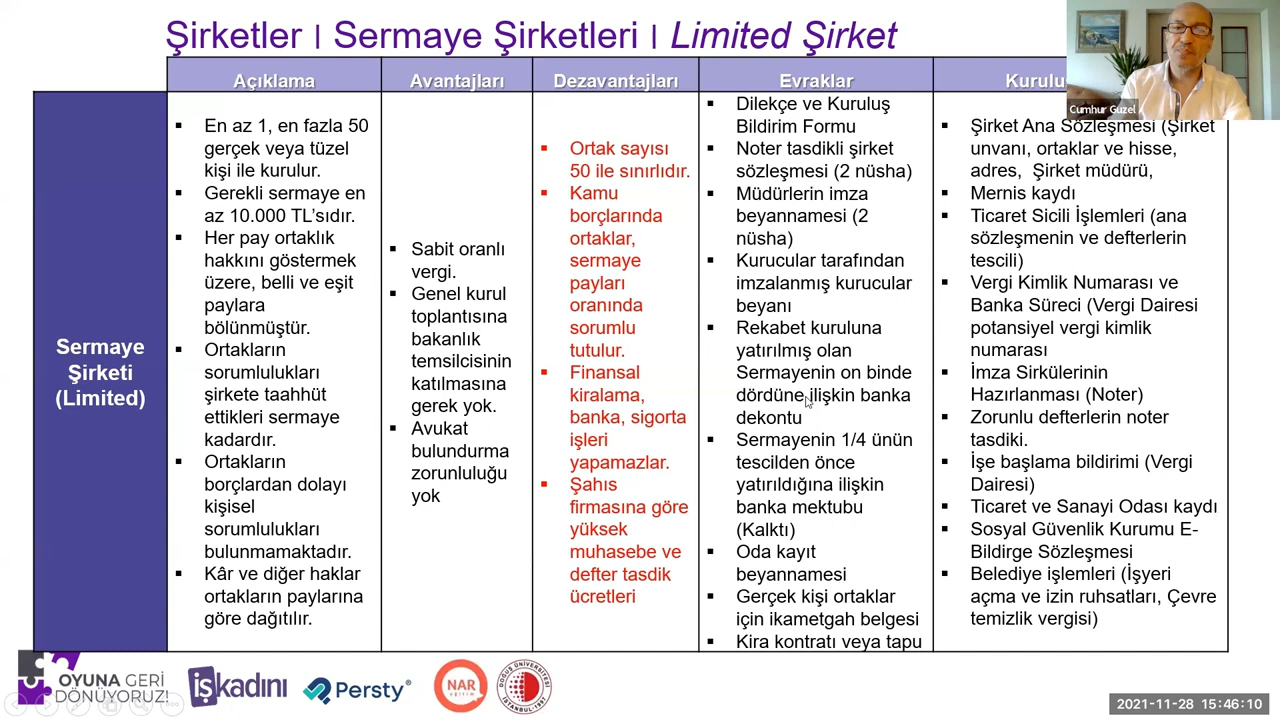 Şirketler | Sermaye Şirketleri | Limited Şirket
Cumhur Guzel
Açıklama
Avantajları
Dezavantajları
Evraklar
Sermaye
Şirketi
(Limited)
En az 1, en fazla 50
gerçek veya tüzel
kişi ile kurulur.
Gerekli sermaye en
az 10.000 TL'sıdır.
Her pay ortaklık
hakkını göstermek
üzere, belli ve eşit
paylara
bölünmüştür.
Ortakların
sorumlulukları
şirkete taahhüt
ettikleri sermaye
kadardır.
Ortakların
borçlardan dolayı
kişisel
sorumlulukları
bulunmamaktadır.
Kâr ve diğer haklar
ortakların paylarına
göre dağıtılır.
Sabit oranlı
vergi.
Genel kurul
toplantısına
bakanlık
temsilcisinin
katılmasına
gerek yok.
Avukat
bulundurma
zorunluluğu
yok
Ortak sayısı
50 ile sınırlıdır.
Kamu
borçlarında
ortaklar,
sermaye
payları
oranında
sorumlu
tutulur.
Finansal
kiralama,
banka, sigorta
işleri
yapamazlar.
Şahıs
firmasına göre
yüksek
muhasebe ve
defter tasdik
ücretleri
Dilekçe ve Kuruluş
Bildirim Formu
Noter tasdikli şirket
sözleşmesi (2 nüsha)
Müdürlerin imza
beyannamesi (2
nüsha)
Kurucular tarafından
imzalanmış kurucular
beyanı
Rekabet kuruluna
yatırılmış olan
Sermayenin on binde
dördüne ilişkin banka
dekontu
Sermayenin 1/4 ünün
tescilden önce
yatırıldığına ilişkin
banka mektubu
(Kalktı)
Oda kayıt
beyannamesi
Gerçek kişi ortaklar
için ikametgah belgesi
Kira kontratı veya tapu
Şirket Ana Sözleşmesi (Şirket
unvanı, ortaklar ve hisse,
adres, Şirket müdürü,
Mernis kaydı
Ticaret Sicili İşlemleri (ana
sözleşmenin ve defterlerin
tescili)
Vergi Kimlik Numarası ve
Banka Süreci (Vergi Dairesi
potansiyel vergi kimlik
numarası
İmza Sirkülerinin
Hazırlanması (Noter)
Zorunlu defterlerin noter
tasdiki.
İşe başlama bildirimi (Vergi
Dairesi)
Ticaret ve Sanayi Odası kaydı
Sosyal Güvenlik Kurumu E-
Bildirge Sözleşmesi
Belediye işlemleri (İşyeri
açma ve izin ruhsatları, Çevre
temizlik vergisi)
OYUNA GERİ
DÖNÜYORUZ!
işkadını
Persty
NAR
eğitim
DOĞUŞ ÜNİVERSİTESİ
İSTANBUL-1997
2021-11-28 15:46:10